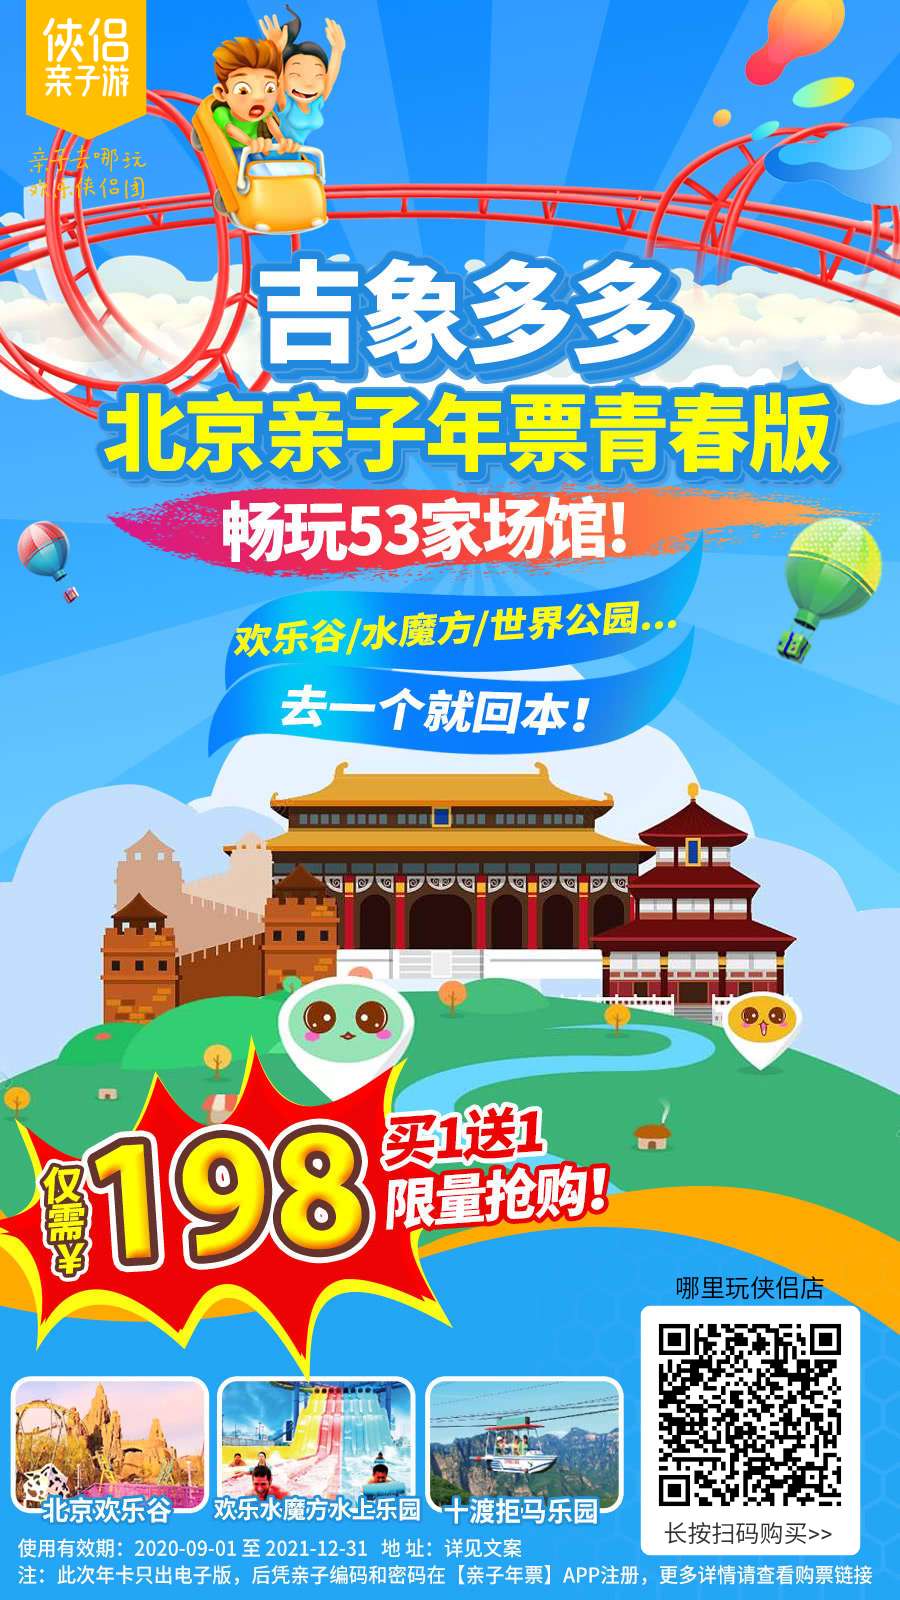 侠侣
亲子游
亲子去哪玩
欢乐侠侣团
吉象多多
北京亲子年票青春版
畅玩53家场馆!
欢乐谷/水魔方/世界公园...
去一个就回本!
仅需¥
198
买1送1
限量抢购!
哪里玩侠侣店
长按扫码购买>>
北京欢乐谷
欢乐水魔方水上乐园
十渡拒马乐园
使用有效期：2020-09-01 至 2021-12-31 地 址：详见文案
注：此次年卡只出电子版，后凭亲子编码和密码在【亲子年票】APP注册，更多详情请查看购票链接